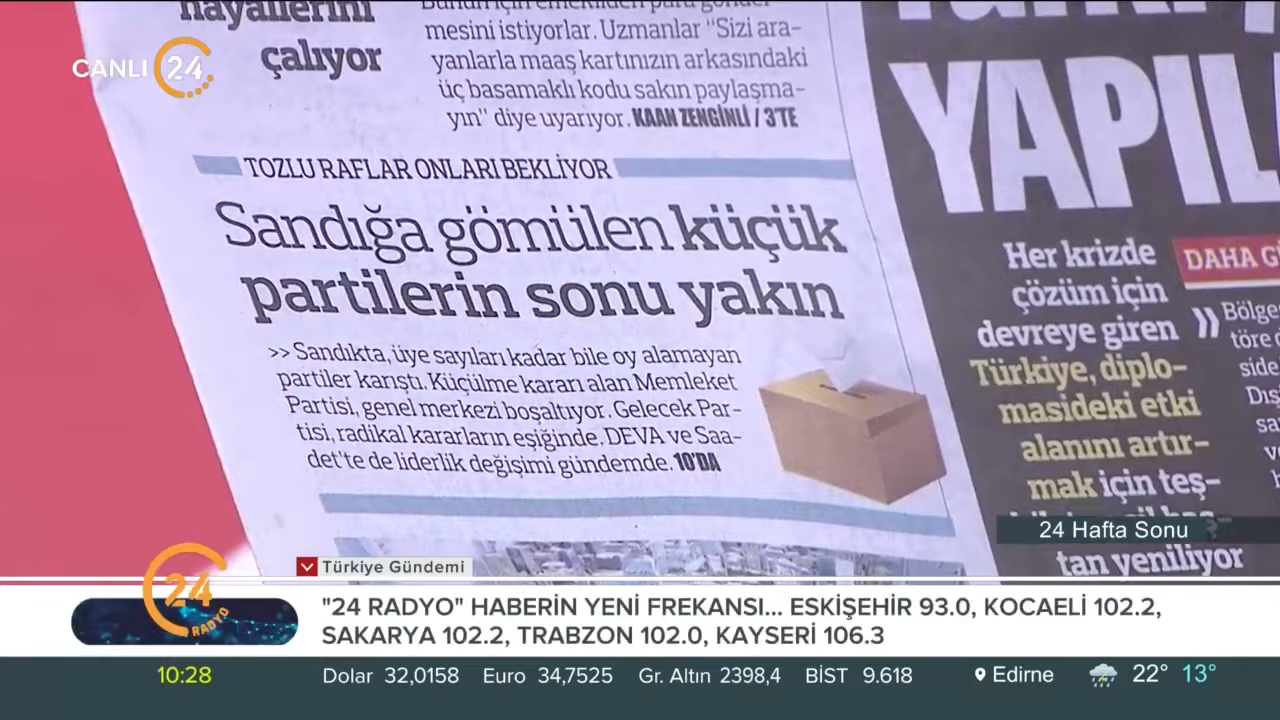 hayallerini
çalıyor
mesini istiyorlar. Uzmanlar "Sizi ara-
yanlarla maaş kartınızın arkasındaki
üç basamaklı kodu sakın paylaşma-
yın" diye uyarıyor. KAAN ZENGİNLİ / 3'TE
CANLI 24
TOZLU RAFLAR ONLARI BEKLİYOR
Sandığa gömülen küçük
partilerin sonu yakın
>> Sandıkta, üye sayıları kadar bile oy alamayan
partiler karıştı. Küçülme kararı alan Memleket
Partisi, genel merkezi boşaltıyor. Gelecek Par-
tisi, radikal kararların eşiğinde. DEVA ve Saa-
det'te de liderlik değişimi gündemde. 10'DA
YAPIL
Her krizde
çözüm için
devreye giren
Türkiye, diplo-
masideki etki
alanını artır-
mak için teş-
tan yeniliyor
DAHA G
Bölge
töre
side
Dış
24 Hafta Sonu
Türkiye Gündemi
24 RADYO
"24 RADYO" HABERİN YENİ FREKANSI... ESKİŞEHİR 93.0, KOCAELİ 102.2,
SAKARYA 102.2, TRABZON 102.0, KAYSERİ 106.3
10:28 Dolar 32,0158 Euro 34,7525 Gr. Altın 2398,4 BİST 9.618 Edirne 22° 13°